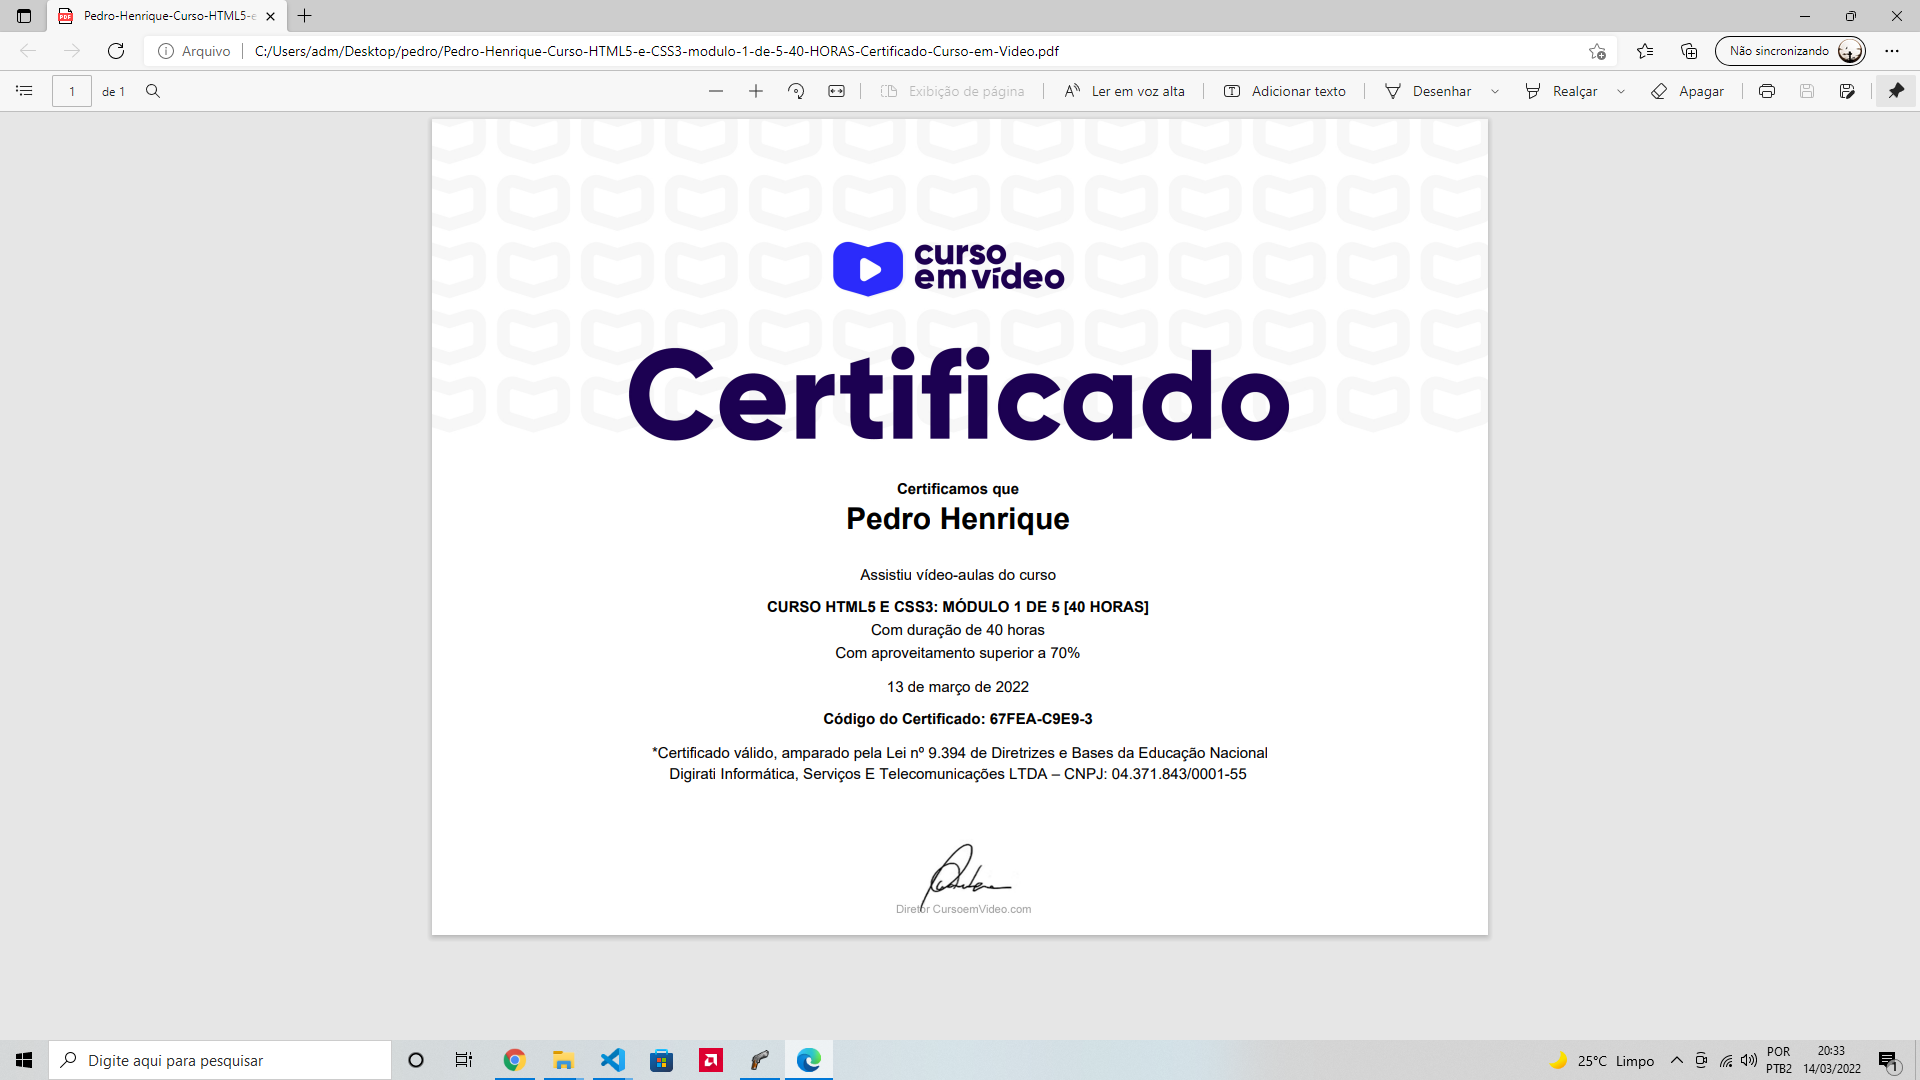 Pedro-Henrique-Curso-HTML5-e
Arquivo
C:/Users/adm/Desktop/pedro/Pedro-Henrique-Curso-HTML5-e-CSS3-modulo-1-de-5-40-HORAS-Certificado-Curso-em-Video.pdf
Não sincronizando
1 de 1
Exibição de página
Ler em voz alta
Adicionar texto
Desenhar
Realçar
Apagar
curso
em vídeo
Certificado
Certificamos que
Pedro Henrique
Assistiu vídeo-aulas do curso
CURSO HTML5 E CSS3: MÓDULO 1 DE 5 [40 HORAS]
Com duração de 40 horas
Com aproveitamento superior a 70%
13 de março de 2022
Código do Certificado: 67FEA-C9E9-3
*Certificado válido, amparado pela Lei nº 9.394 de Diretrizes e Bases da Educação Nacional
Digirati Informática, Serviços E Telecomunicações LTDA – CNPJ: 04.371.843/0001-55
Diretor CursoemVideo.com
Digite aqui para pesquisar
25°C Limpo
POR
PTB2
20:33
14/03/2022
1